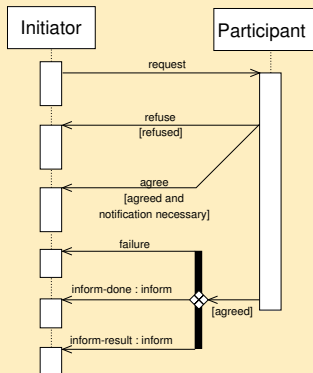 Initiator
Participant
request
refuse
[refused]
agree
[agreed and
notification necessary]
failure
inform-done : inform
[agreed]
inform-result : inform